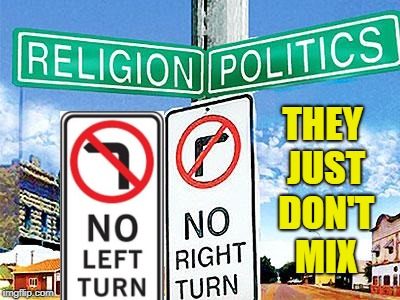 RELIGION
POLITICS
NO
LEFT
TURN
NO
RIGHT
TURN
THEY
JUST
DON'T
MIX
imgflip.com